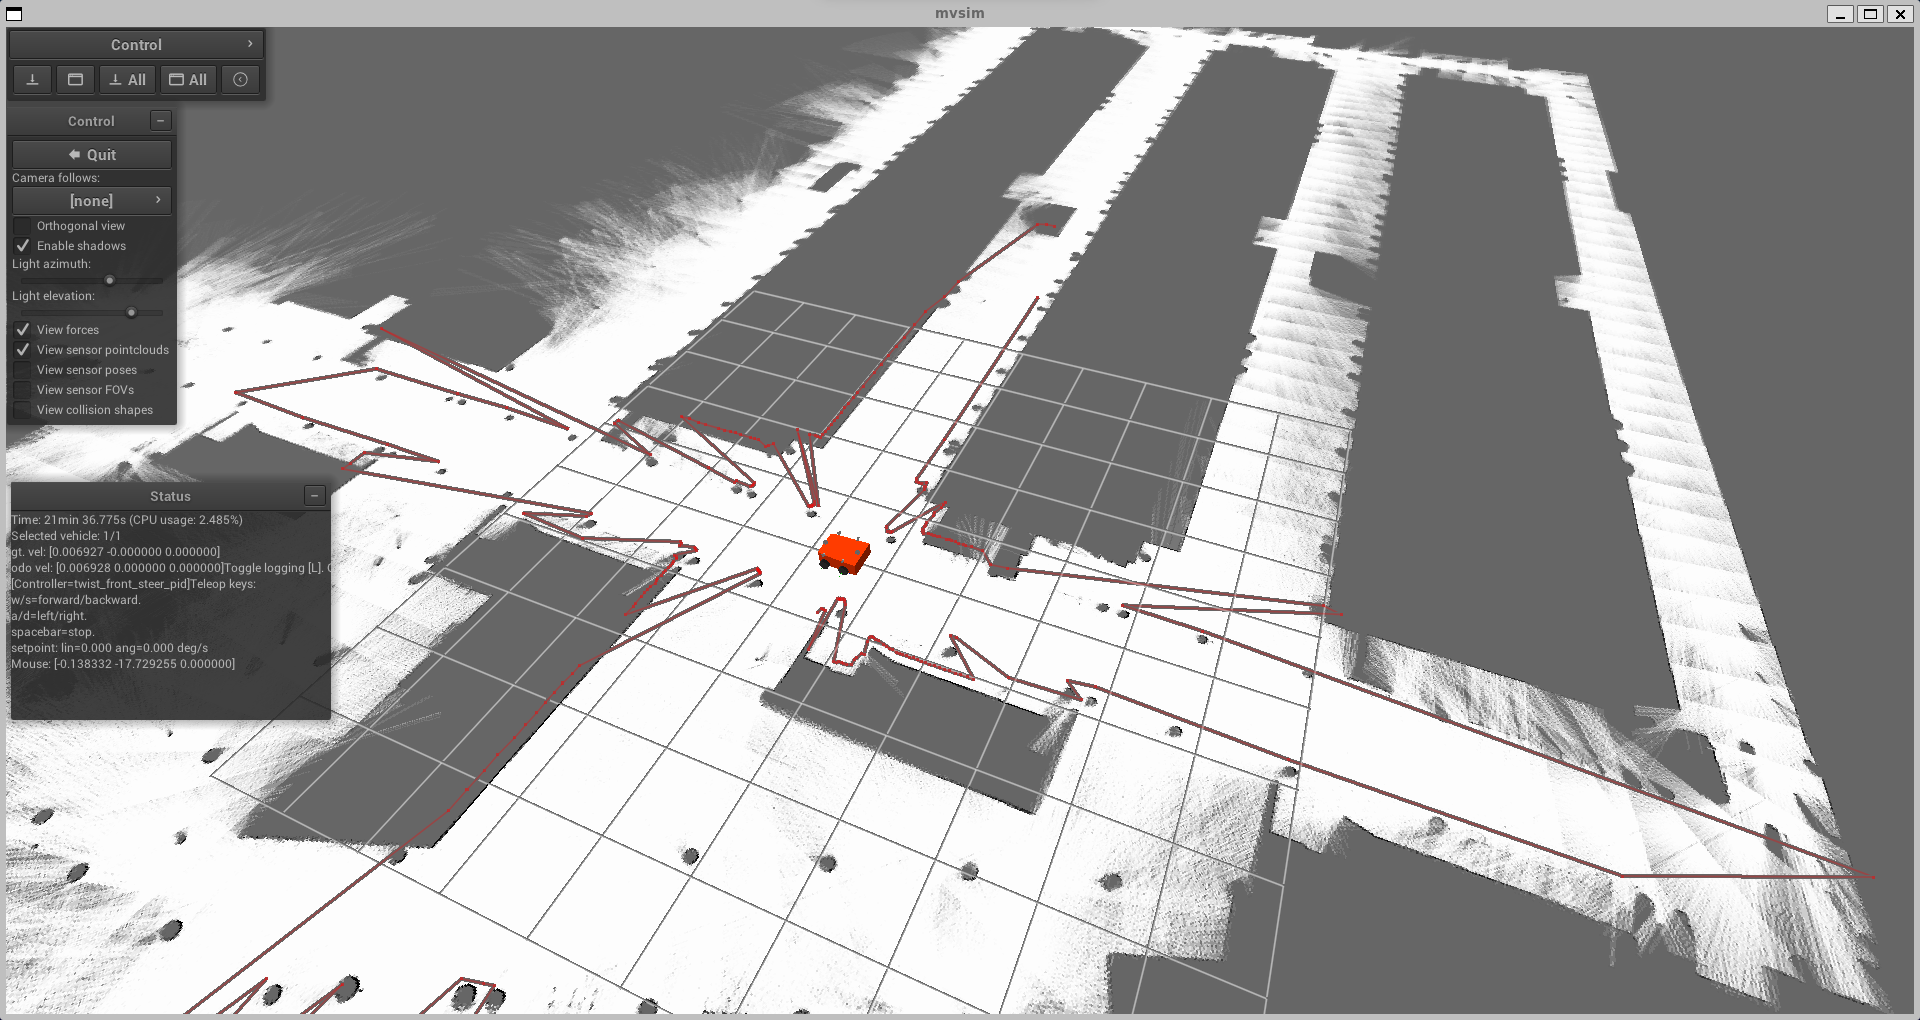 mvsim
Control
All
All
Control
Quit
Camera follows:
[none]
Orthogonal view
Enable shadows
Light azimuth:
Light elevation:
View forces
View sensor pointclouds
View sensor poses
View sensor FOVs
View collision shapes
Status
Time: 21min 36.775s (CPU usage: 2.485%)
Selected vehicle: 1/1
gt. vel: [0.006927 -0.000000 0.000000]
odo vel: [0.006928 0.000000 0.000000]Toggle logging [L].
[Controller=twist_front_steer_pid]Teleop keys:
w/s=forward/backward.
a/d=left/right.
spacebar=stop.
setpoint: lin=0.000 ang=0.000 deg/s
Mouse: [-0.138332 -17.729255 0.000000]